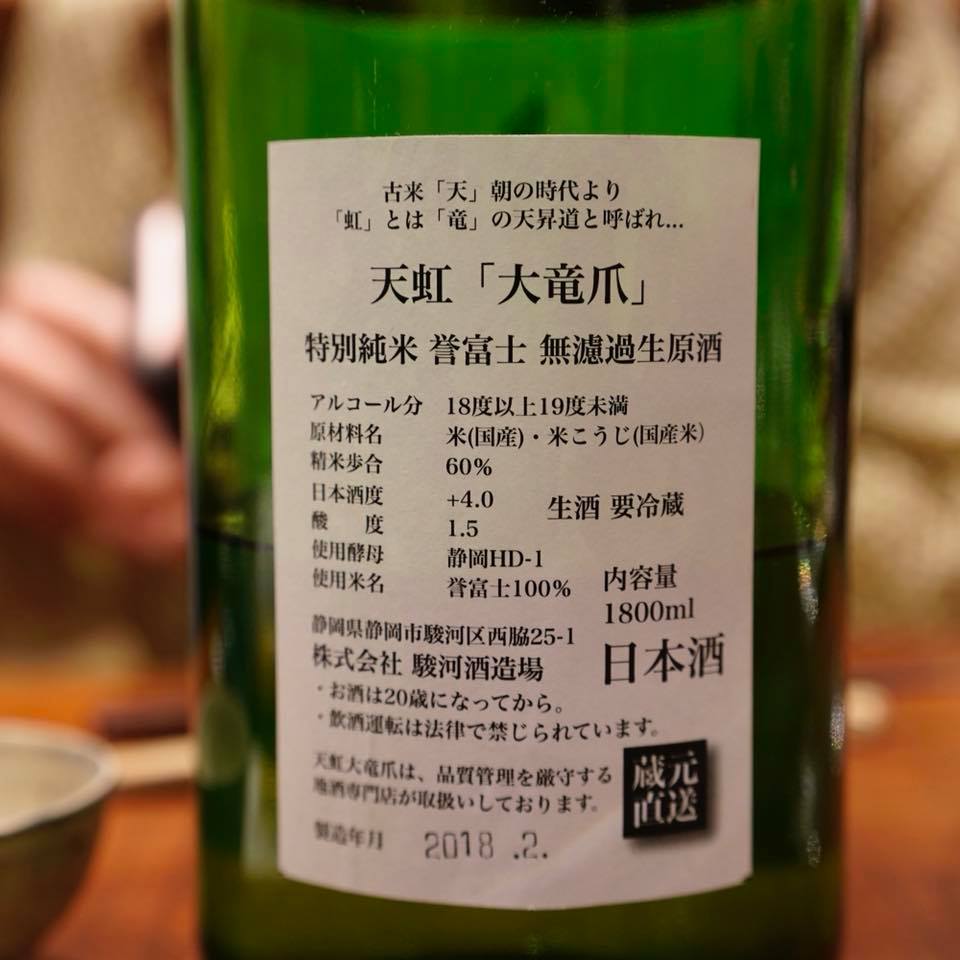 古来「天」朝の時代より
「虹」とは「竜」の天昇道と呼ばれ...
天虹「大竜爪」
特別純米 誉富士 無濾過生原酒
アルコール分 18度以上19度未満
原材料名 米(国産)・米こうじ(国産米)
精米歩合 60%
日本酒度 +4.0
生酒 要冷蔵
酸 度 1.5
使用酵母 静岡HD-1
使用米名 誉富士100%
内容量
1800ml
静岡県静岡市駿河区西脇25-1
株式会社 駿河酒造場
日本酒
・お酒は20歳になってから。
・飲酒運転は法律で禁じられています。
天虹大竜爪は、品質管理を厳守する
地酒専門店が取扱いしております。
蔵元
直送
製造年月 2018 .2.